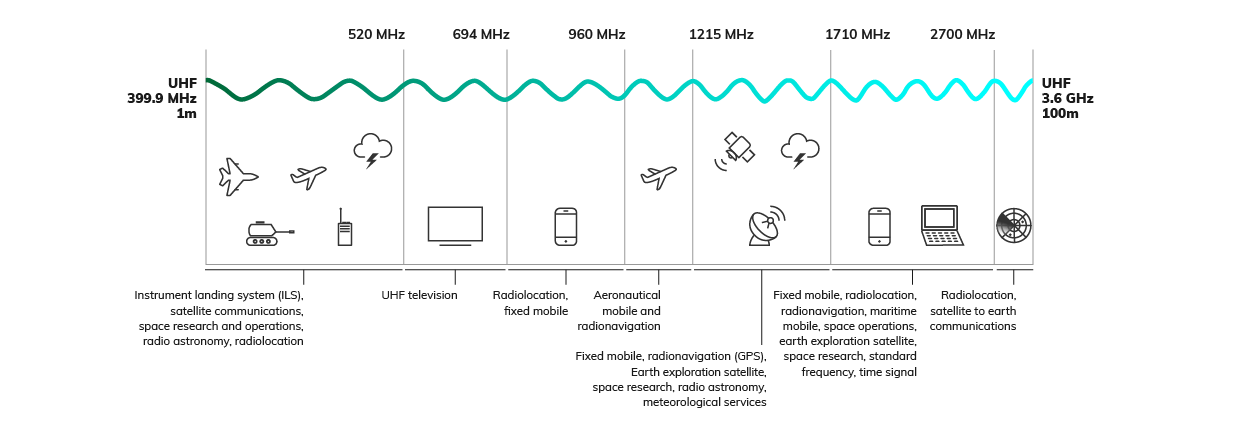 520 MHz
694 MHz
960 MHz
1215 MHz
1710 MHz
2700 MHz
UHF
399.9 MHz
1m
UHF
3.6 GHz
100m
Instrument landing system (ILS),
satellite communications,
space research and operations,
radio astronomy, radiolocation
UHF television
Radiolocation,
fixed mobile
Aeronautical
mobile and
radionavigation
Fixed mobile, radionavigation (GPS),
Earth exploration satellite,
space research, radio astronomy,
meteorological services
Fixed mobile, radiolocation,
radionavigation, maritime
mobile, space operations,
earth exploration satellite,
space research, standard
frequency, time signal
Radiolocation,
satellite to earth
communications